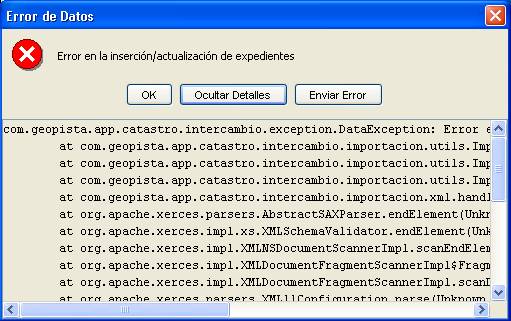 Error de Datos
Error en la inserción/actualización de expedientes
OK Ocultar Detalles Enviar Error
com.geopista.app.catastro.intercambio.exception.DataException: Error
at com.geopista.app.catastro.intercambio.importacion.utils.Imp
at com.geopista.app.catastro.intercambio.importacion.utils.Imp
at com.geopista.app.catastro.intercambio.importacion.utils.Imp
at com.geopista.app.catastro.intercambio.importacion.xml.handl
at org.apache.xerces.parsers.AbstractSAXParser.endElement(Unkn
at org.apache.xerces.impl.xs.XMLSchemaValidator.endElement(Unk
at org.apache.xerces.impl.XMLNSDocumentScannerImpl.scanEndElem
at org.apache.xerces.impl.XMLDocumentFragmentScannerImpl$Fragm
at org.apache.xerces.impl.XMLDocumentFragmentScannerImpl.scanD
at org.apache.xerces.parsers.XML11Configuration.parse(Unknown